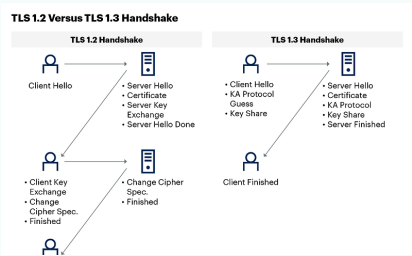 TLS 1.2 Versus TLS 1.3 Handshake
TLS 1.2 Handshake
Client Hello
• Server Hello
• Certificate
• Server Key
Exchange
• Server Hello Done
• Client Key
Exchange
• Change
Cipher Spec.
• Finished
• Change Cipher
Spec.
• Finished
TLS 1.3 Handshake
• Client Hello
• KA Protocol
Guess
• Key Share
• Server Hello
• Certificate
• KA Protocol
• Key Share
• Server Finished
Client Finished